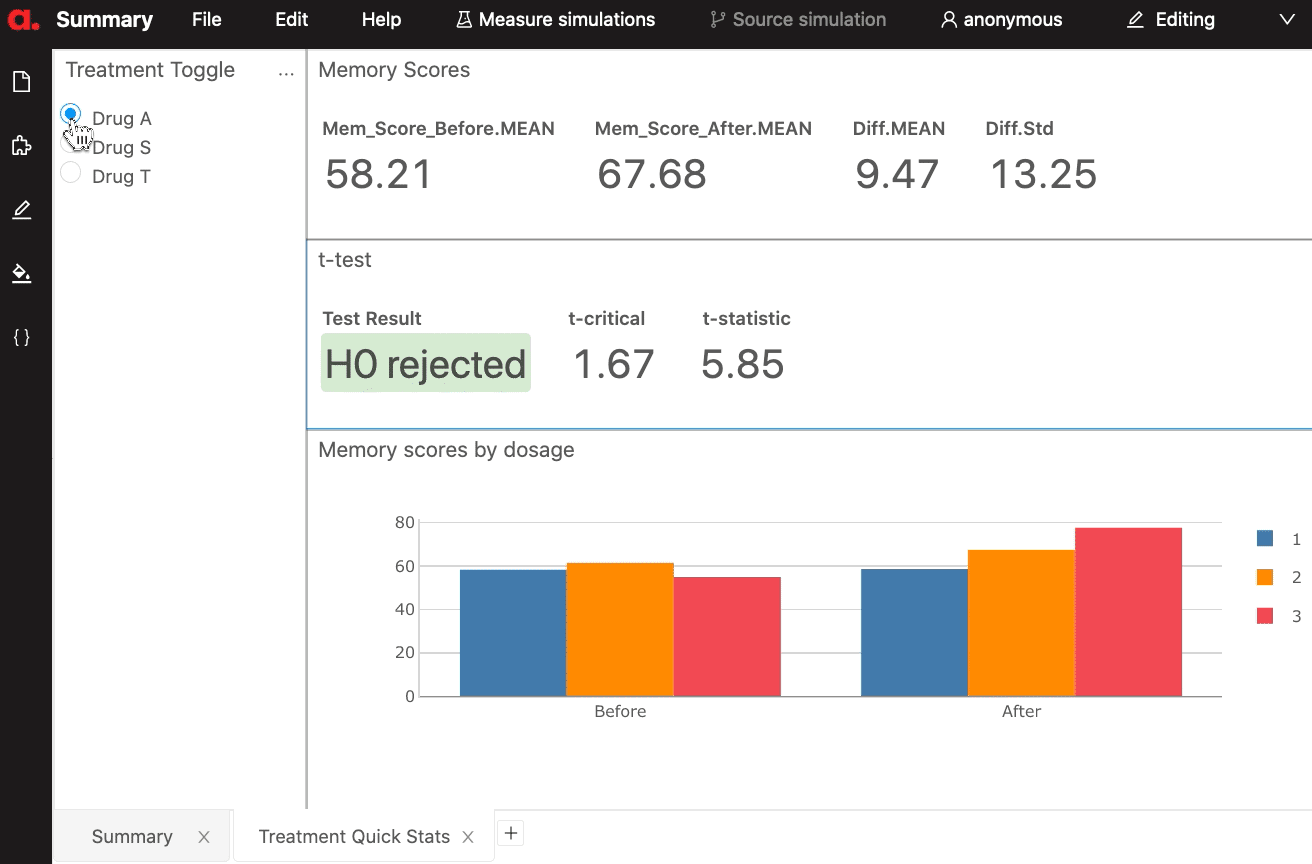 a. Summary File Edit Help Measure simulations Source simulation anonymous Editing
Treatment Toggle ...
Drug A
Drug S
Drug T
Memory Scores
Mem_Score_Before.MEAN Mem_Score_After.MEAN Diff.MEAN Diff.Std
58.21 67.68 9.47 13.25
t-test
Test Result t-critical t-statistic
H0 rejected 1.67 5.85
Memory scores by dosage
80
60
40
20
0
Before After
1
2
3
{ }
Summary X Treatment Quick Stats X +